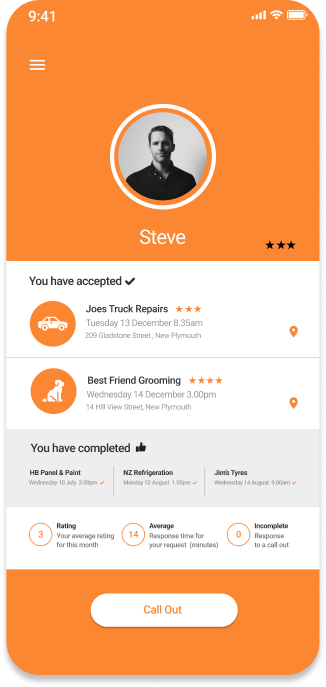 9:41
Steve
You have accepted
Joes Truck Repairs
Tuesday 13 December 8.35am
209 Gladstone Street , New Plymouth
Best Friend Grooming
Wednesday 14 December 3.00pm
14 Hill View Street, New Plymouth
You have completed
HB Panel & Paint
Wednesday 10 July 3.00pm
NZ Refrigeration
Monday 12 August 1.00pm
Jim's Tyres
Wednesday 14 August 9.00am
3
Rating
Your average rating
for this month
14
Average
Response time for
your request (minutes)
0
Incomplete
Response
to a call out
Call Out